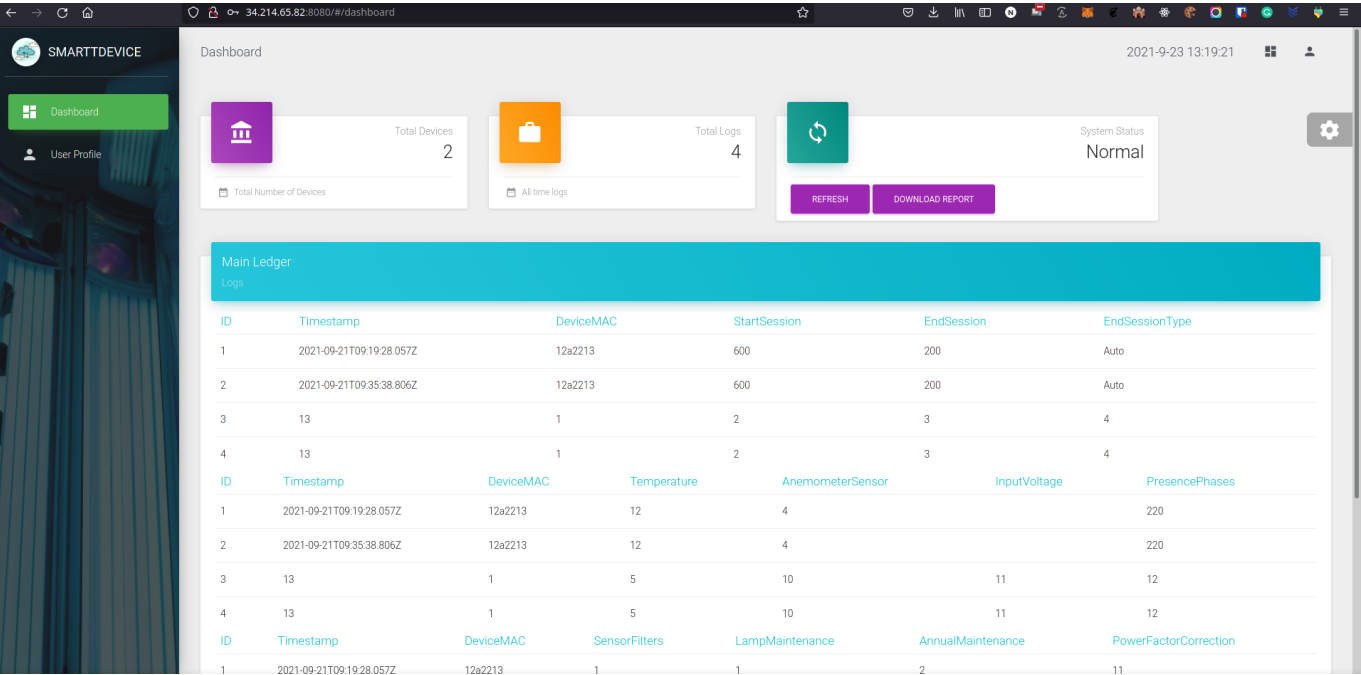 34.214.65.82:8080/#/dashboard
SMARTTDEVICE
Dashboard
User Profile
Dashboard
2021-9-23 13:19:21
Total Devices
2
Total Number of Devices
Total Logs
4
All time logs
System Status
Normal
REFRESH DOWNLOAD REPORT
Main Ledger
Logs
ID Timestamp DeviceMAC StartSession EndSession EndSessionType
1 2021-09-21T09:19:28.057Z 12a2213 600 200 Auto
2 2021-09-21T09:35:38.806Z 12a2213 600 200 Auto
3 13 1 2 3 4
4 13 1 2 3 4
ID Timestamp DeviceMAC Temperature AnemometerSensor InputVoltage PresencePhases
1 2021-09-21T09:19:28.057Z 12a2213 12 4 220
2 2021-09-21T09:35:38.806Z 12a2213 12 4 220
3 13 1 5 10 11 12
4 13 1 5 10 11 12
ID Timestamp DeviceMAC SensorFilters LampMaintenance AnnualMaintenance PowerFactorCorrection
1 2021-09-21T09:19:28.057Z 12a2213 1 1 2 11